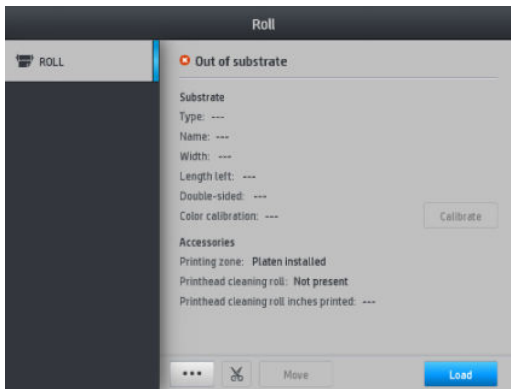 Roll
ROLL
Out of substrate
Substrate
Type: ---
Name: ---
Width: ---
Length left: ---
Double-sided: ---
Color calibration: ---
Calibrate
Accessories
Printing zone: Platen installed
Printhead cleaning roll: Not present
Printhead cleaning roll inches printed: ---
... Move Load